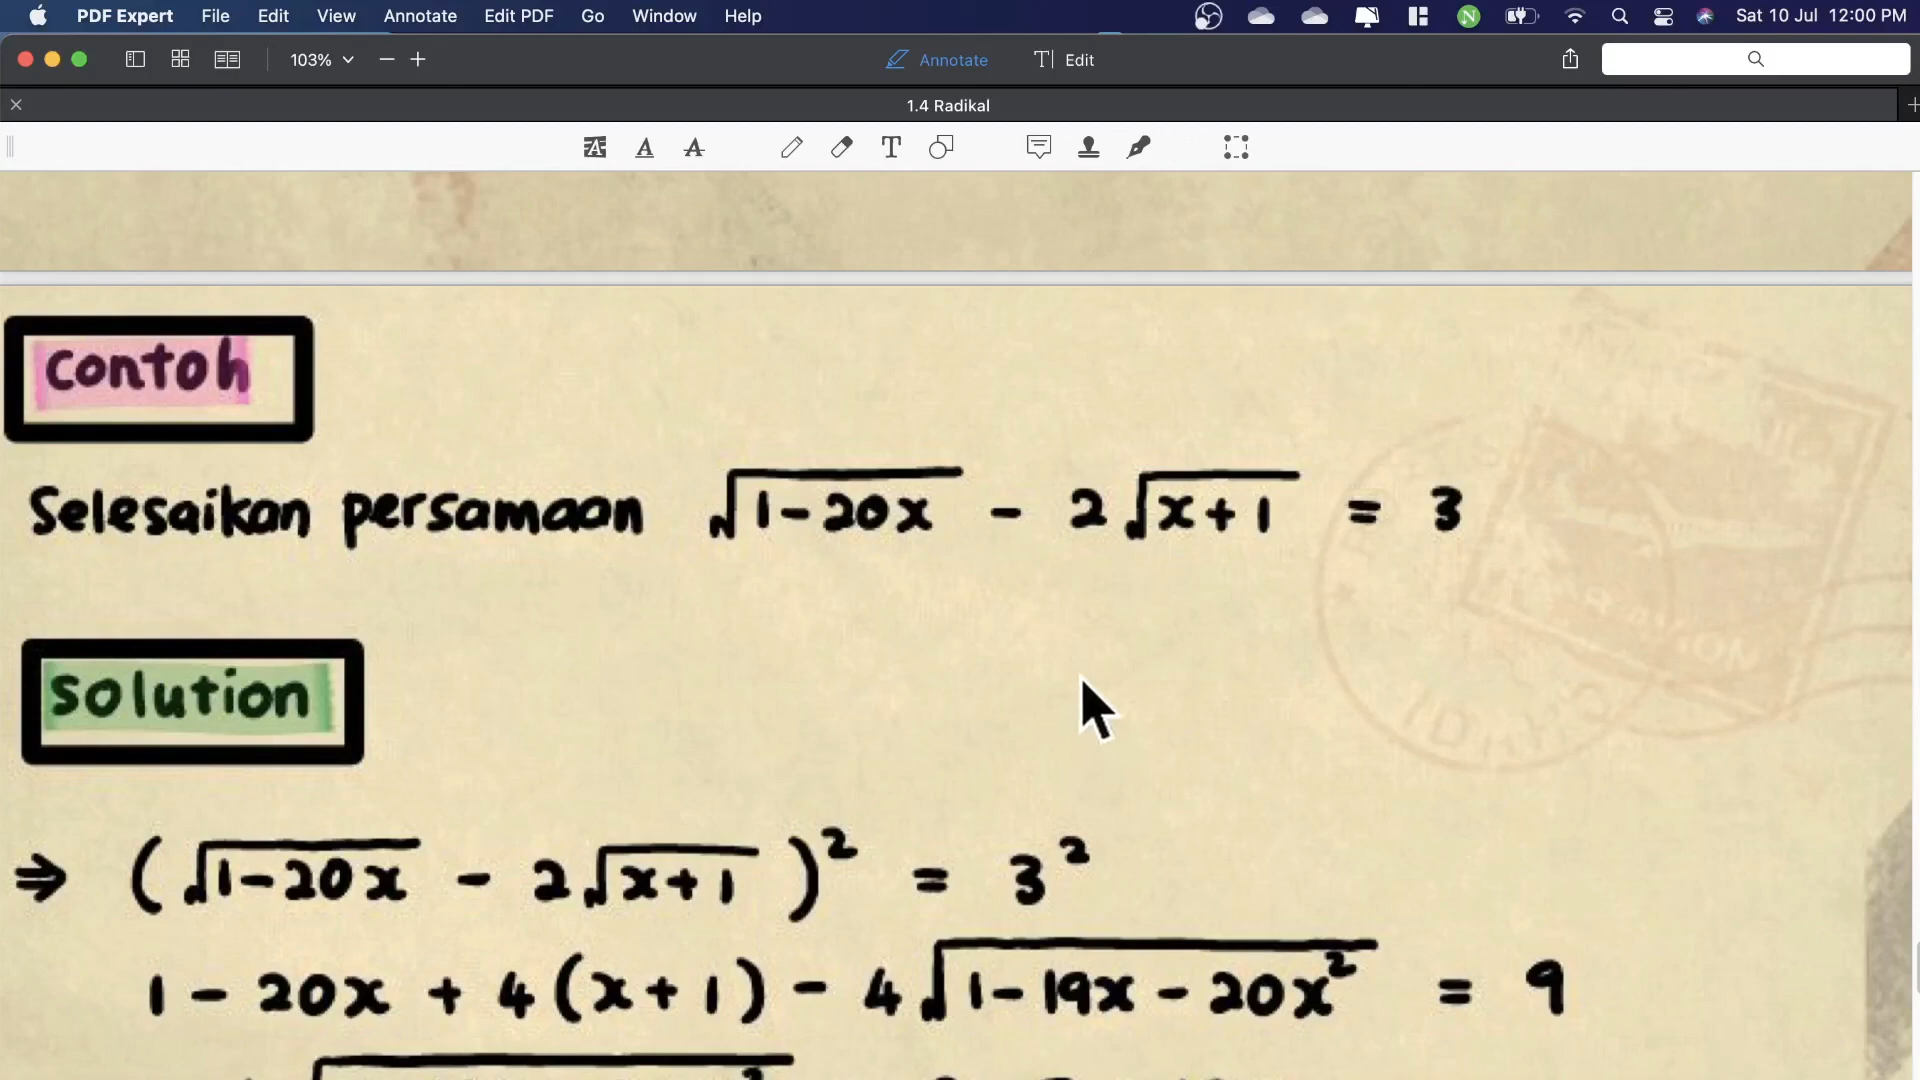 PDF Expert File Edit View Annotate Edit PDF Go Window Help Sat 10 Jul 12:00 PM
103% Annotate Edit
1.4 Radikal
contoh
Selesaikan persamaan √(1-20x) - 2√(x+1) = 3
solution
⇒ (√(1-20x) - 2√(x+1))² = 3²
1 - 20x + 4(x+1) - 4√(1-19x-20x²) = 9